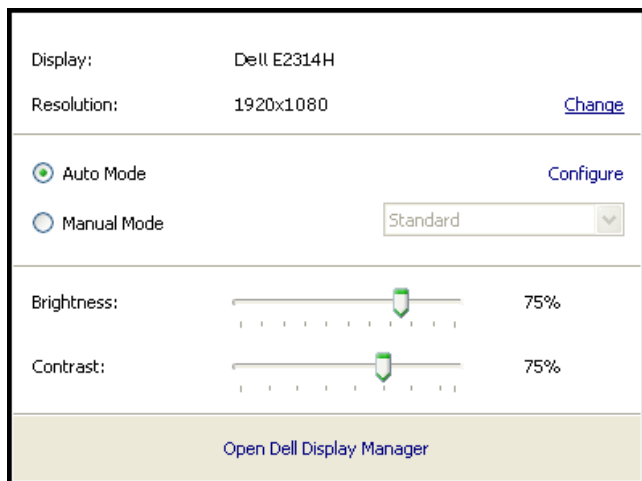 Display: Dell E2314H
Resolution: 1920x1080 Change
Auto Mode Configure
Manual Mode Standard
Brightness: 75%
Contrast: 75%
Open Dell Display Manager